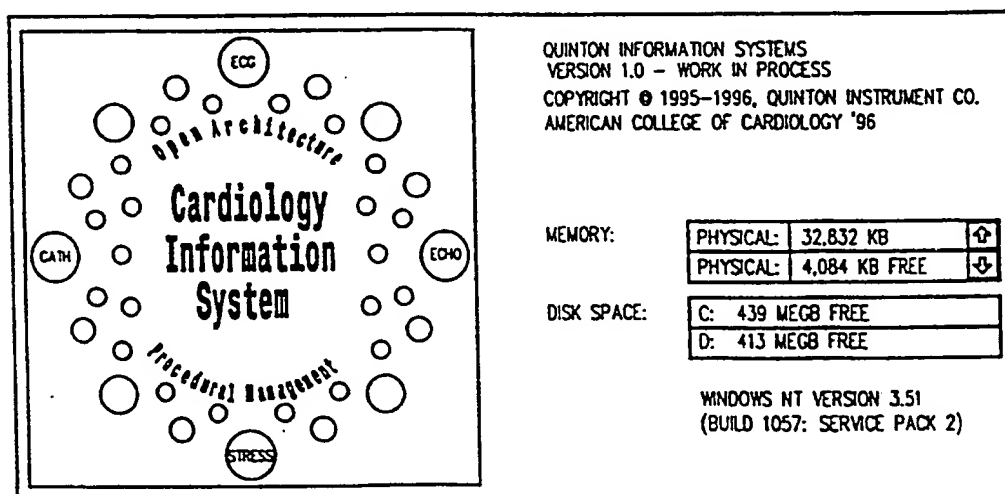 ECG
Open Architecture
Cardiology
Information
System
CATH
ECHO
Procedural Management
STRESS
QUINTON INFORMATION SYSTEMS
VERSION 1.0 – WORK IN PROCESS
COPYRIGHT © 1995–1996, QUINTON INSTRUMENT CO.
AMERICAN COLLEGE OF CARDIOLOGY '96
MEMORY:
PHYSICAL: 32,832 KB
PHYSICAL: 4,084 KB FREE
DISK SPACE:
C: 439 MEGB FREE
D: 413 MEGB FREE
WINDOWS NT VERSION 3.51
(BUILD 1057: SERVICE PACK 2)